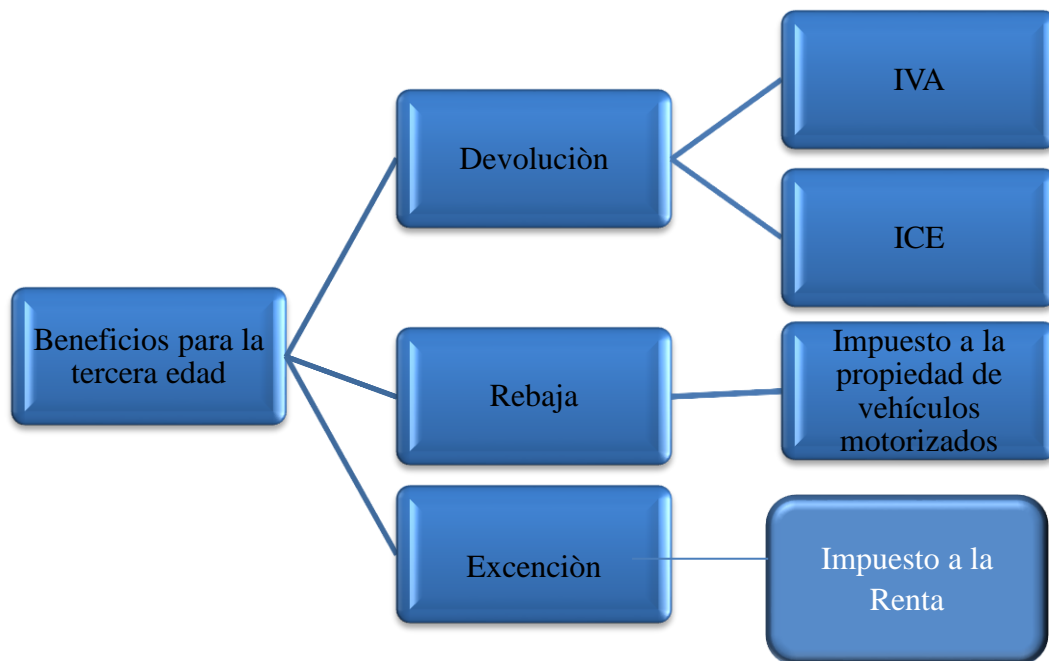 IVA
Devoluciòn
ICE
Beneficios para la
tercera edad
Rebaja
Impuesto a la
propiedad de
vehículos
motorizados
Excenciòn
Impuesto a la
Renta